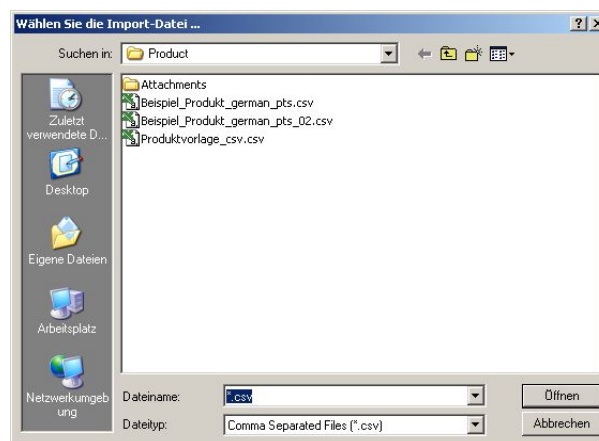 Wählen Sie die Import-Datei ...
Suchen in:
Product
Zuletzt
verwendete D...
Desktop
Eigene Dateien
Arbeitsplatz
Netzwerkumgeb
ung
Attachments
Beispiel_Produkt_german_pts.csv
Beispiel_Produkt_german_pts_02.csv
Produktvorlage_csv.csv
Dateiname:
*.csv
Öffnen
Dateityp:
Comma Separated Files (*.csv)
Abbrechen